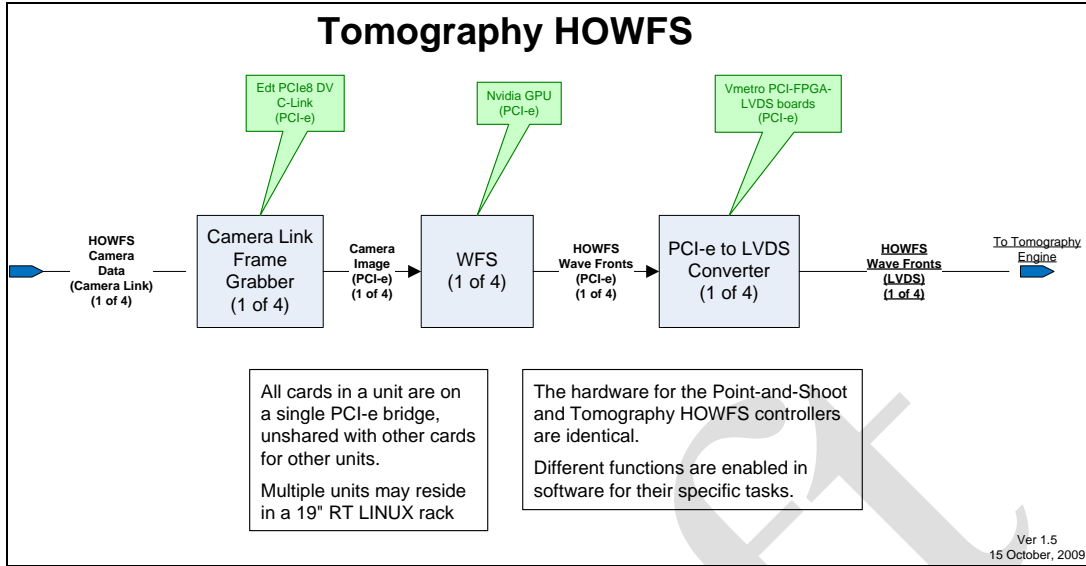 Tomography HOWFS
Edt PCIe8 DV
C-Link
(PCI-e)
Nvidia GPU
(PCI-e)
Vmetro PCI-FPGA-
LVDS boards
(PCI-e)
HOWFS
Camera
Data
(Camera Link)
(1 of 4)
Camera Link
Frame
Grabber
(1 of 4)
Camera
Image
(PCI-e)
(1 of 4)
WFS
(1 of 4)
HOWFS
Wave Fronts
(PCI-e)
(1 of 4)
PCI-e to LVDS
Converter
(1 of 4)
HOWFS
Wave Fronts
(LVDS)
(1 of 4)
To Tomography
Engine
All cards in a unit are on
a single PCI-e bridge,
unshared with other cards
for other units.
Multiple units may reside
in a 19" RT LINUX rack
The hardware for the Point-and-Shoot
and Tomography HOWFS controllers
are identical.
Different functions are enabled in
software for their specific tasks.
Ver 1.5
15 October, 2009